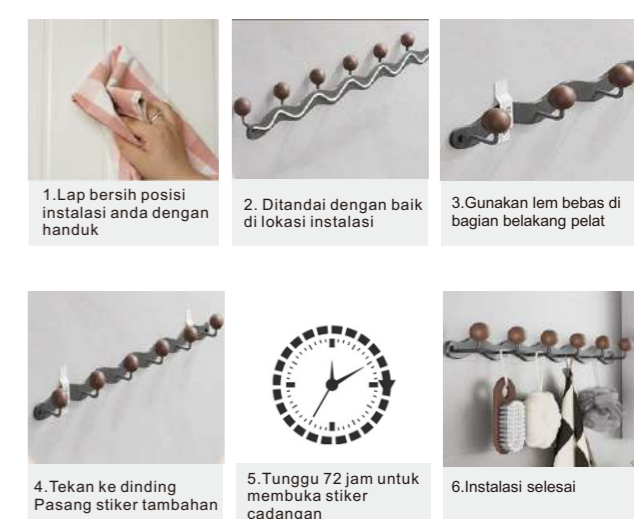 1.Lap bersih posisi
instalasi anda dengan
handuk
2. Ditandai dengan baik
di lokasi instalasi
3.Gunakan lem bebas di
bagian belakang pelat
4.Tekan ke dinding
Pasang stiker tambahan
5.Tunggu 72 jam untuk
membuka stiker
cadangan
6.Instalasi selesai